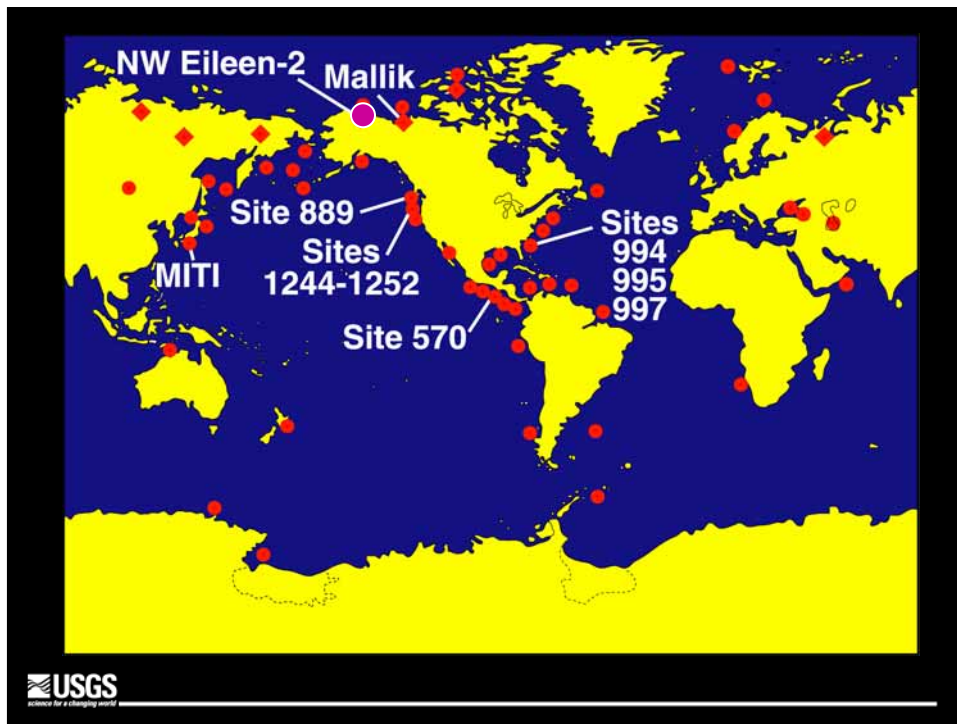 NW Eileen-2
Mallik
Site 889
Sites
1244-1252
MITI
Site 570
Sites
994
995
997
USGS
science for a changing world